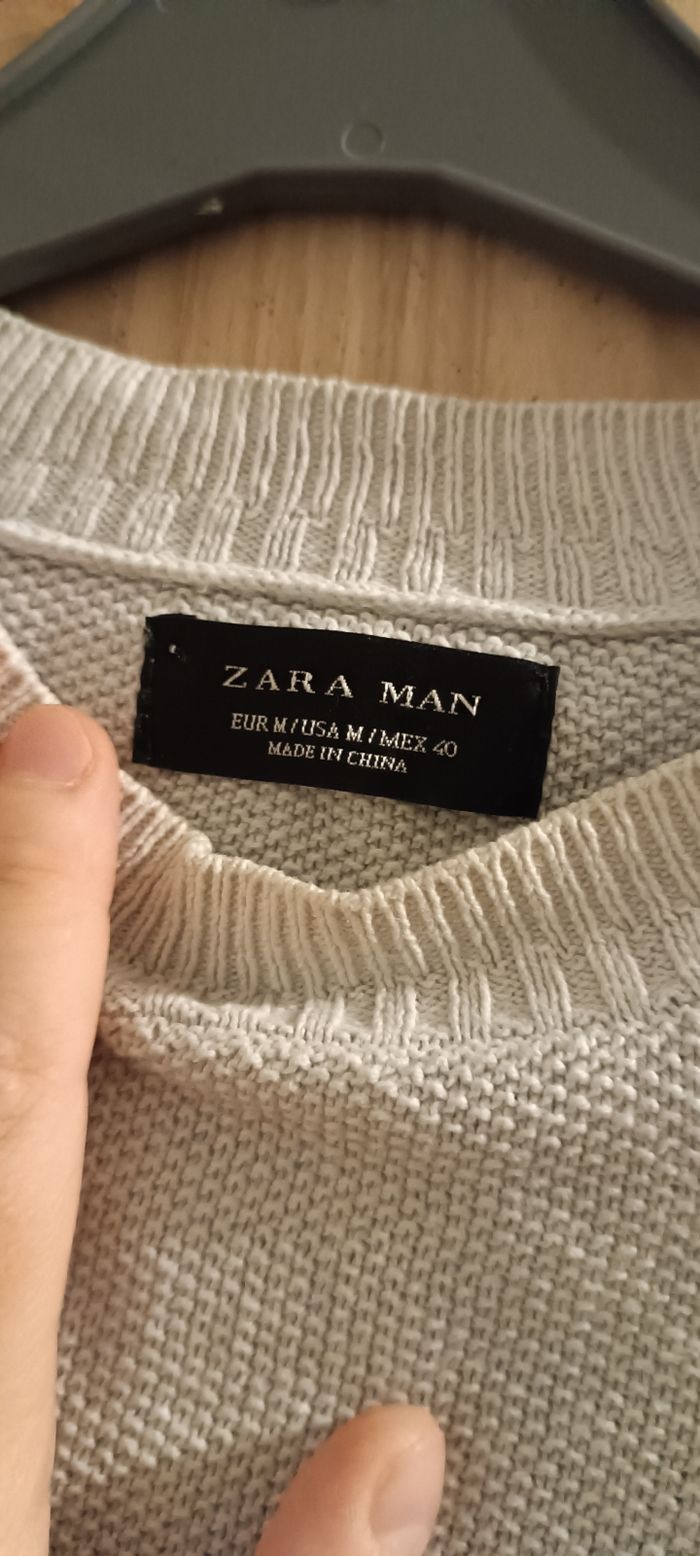 ZARA MAN
EUR M / USA M / MEX 40
MADE IN CHINA